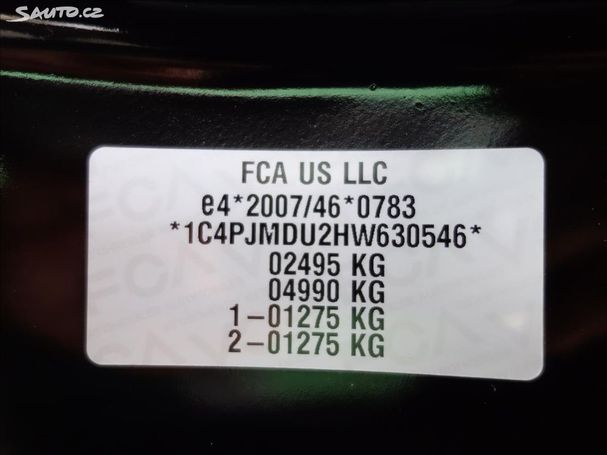 Sauto.cz
FCA US LLC
e4*2007/46*0783
*1C4PJMDU2HW630546*
02495 KG
04990 KG
1-01275 KG
2-01275 KG